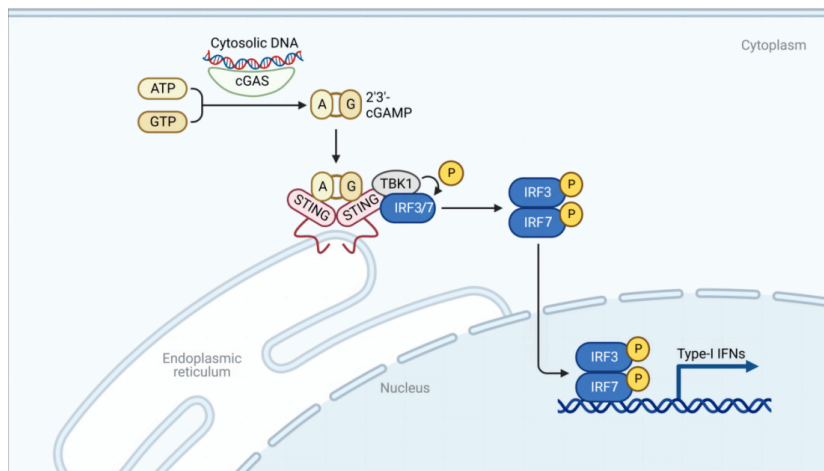 Cytoplasm
Cytosolic DNA
cGAS
ATP
GTP
A G
2'3'-
cGAMP
A G
STING
STING
TBK1
P
IRF3/7
IRF3
P
IRF7
P
Endoplasmic
reticulum
Nucleus
IRF3
P
IRF7
P
Type-I IFNs